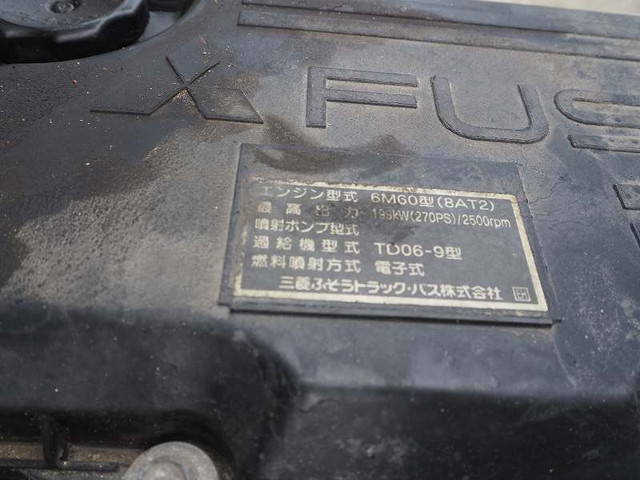 FUS
エンジン型式 6M60型(8AT2)
最高出力 199kW(270PS)/2500rpm
噴射ポンプ型式
過給機型式 TD06-9型
燃料噴射方式 電子式
三菱ふそうトラック・バス株式会社